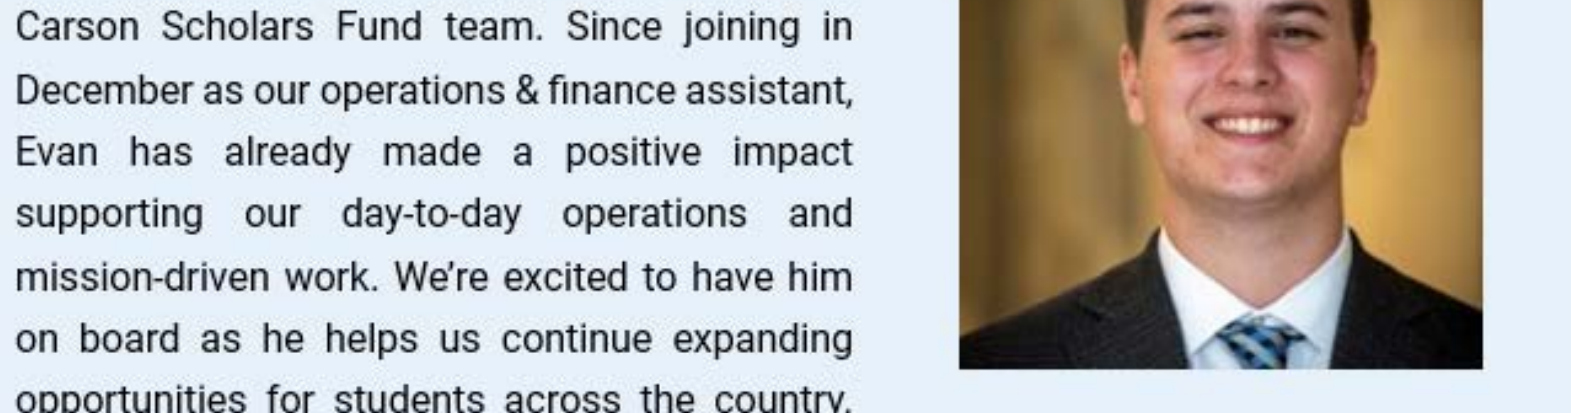 Carson Scholars Fund team. Since joining in
December as our operations & finance assistant,
Evan has already made a positive impact
supporting our day-to-day operations and
mission-driven work. We’re excited to have him
on board as he helps us continue expanding
opportunities for students across the country.